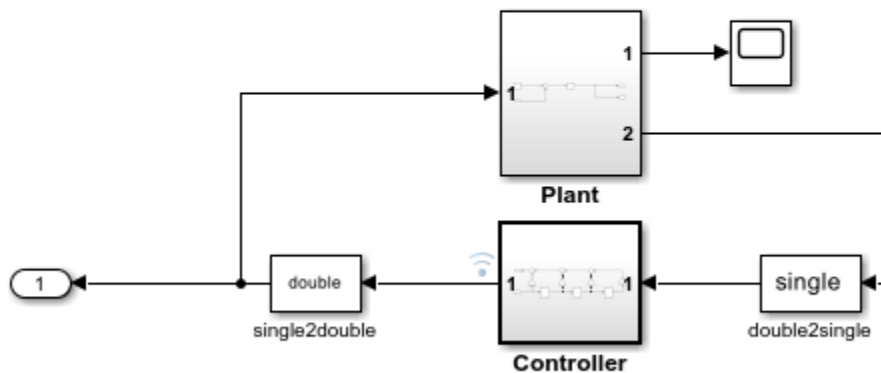 1
1
2
Plant
1
double
single2double
1
1
Controller
single
double2single